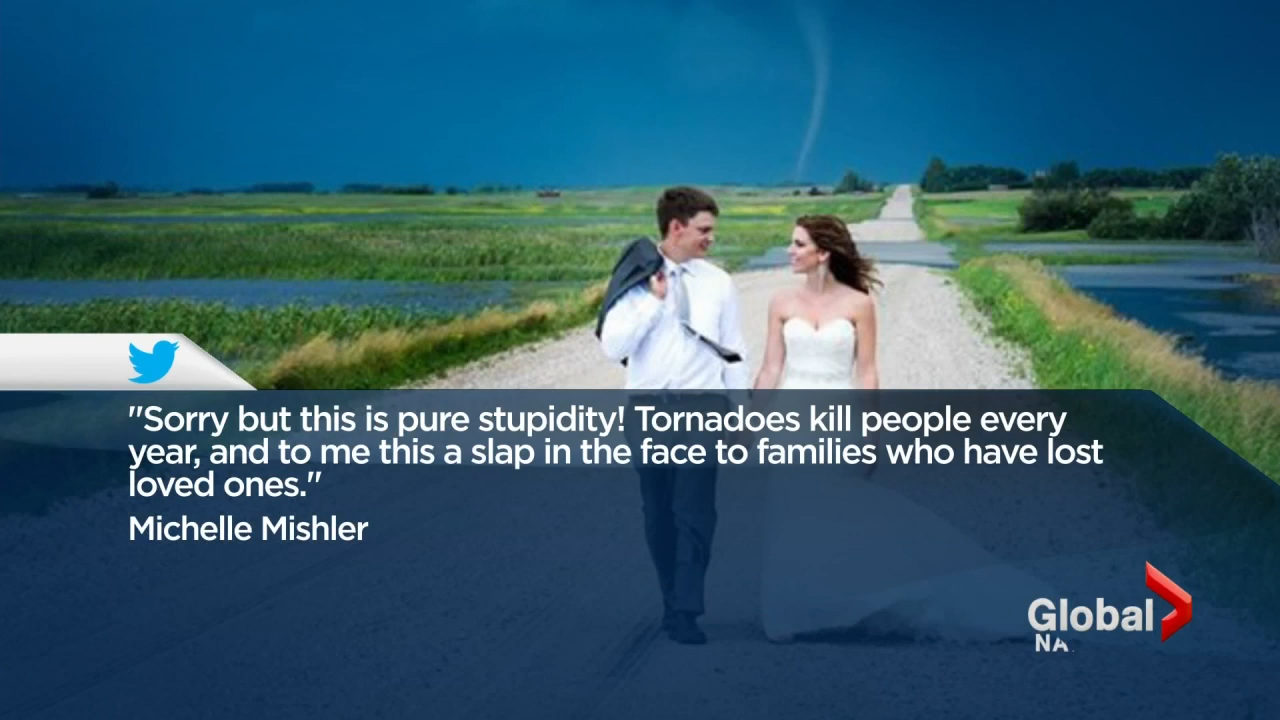 "Sorry but this is pure stupidity! Tornadoes kill people every
year, and to me this a slap in the face to families who have lost
loved ones."
Michelle Mishler
Global
NA